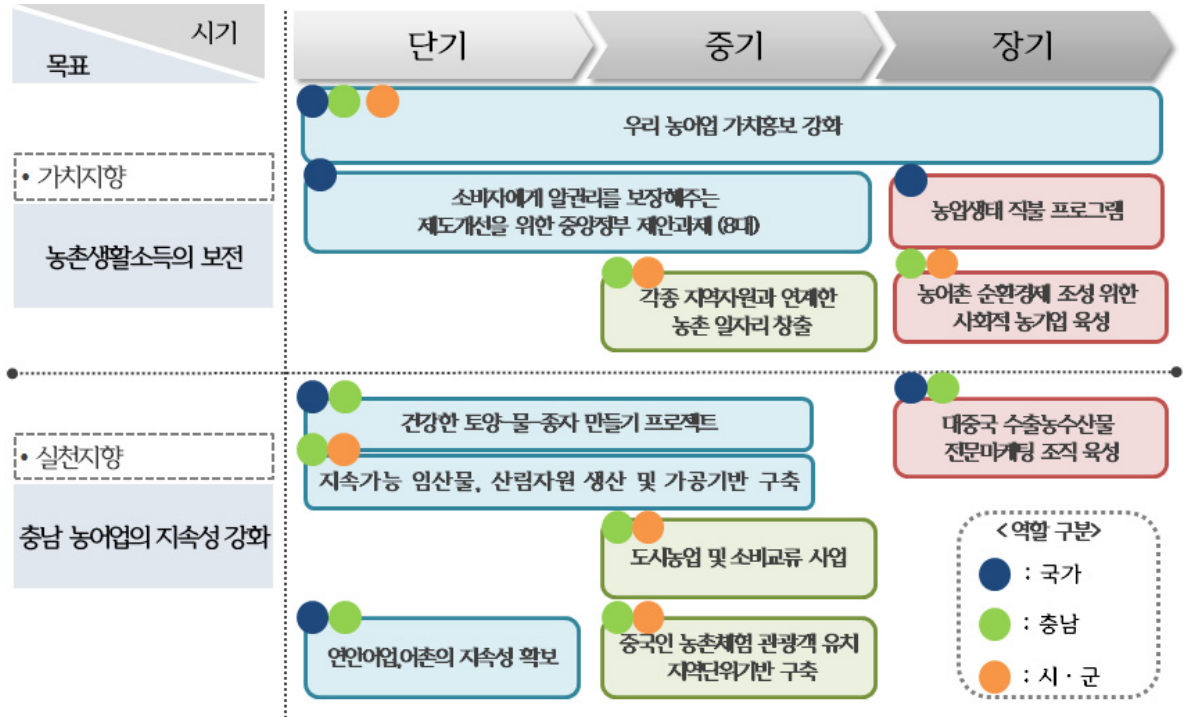 시기
목표
단기
중기
장기
우리 농어업 가치홍보 강화
• 가치지향
농촌생활소득의 보전
소비자에게 알권리를 보장해주는
제도개선을 위한 중앙정부 제안과제 (8대)
농업생태 직불 프로그램
각종 지역자원과 연계한
농촌 일자리 창출
농어촌 순환경제 조성 위한
사회적 농기업 육성
• 실천지향
충남 농어업의 지속성 강화
건강한 토양-물-종자 만들기 프로젝트
대중국 수출농수산물
전문마케팅 조직 육성
지속가능 임산물, 산림자원 생산 및 가공기반 구축
도시농업 및 소비교류 사업
연안어업,어촌의 지속성 확보
중국인 농촌체험 관광객 유치
지역단위기반 구축
<역할 구분>
: 국가
: 충남
: 시·군